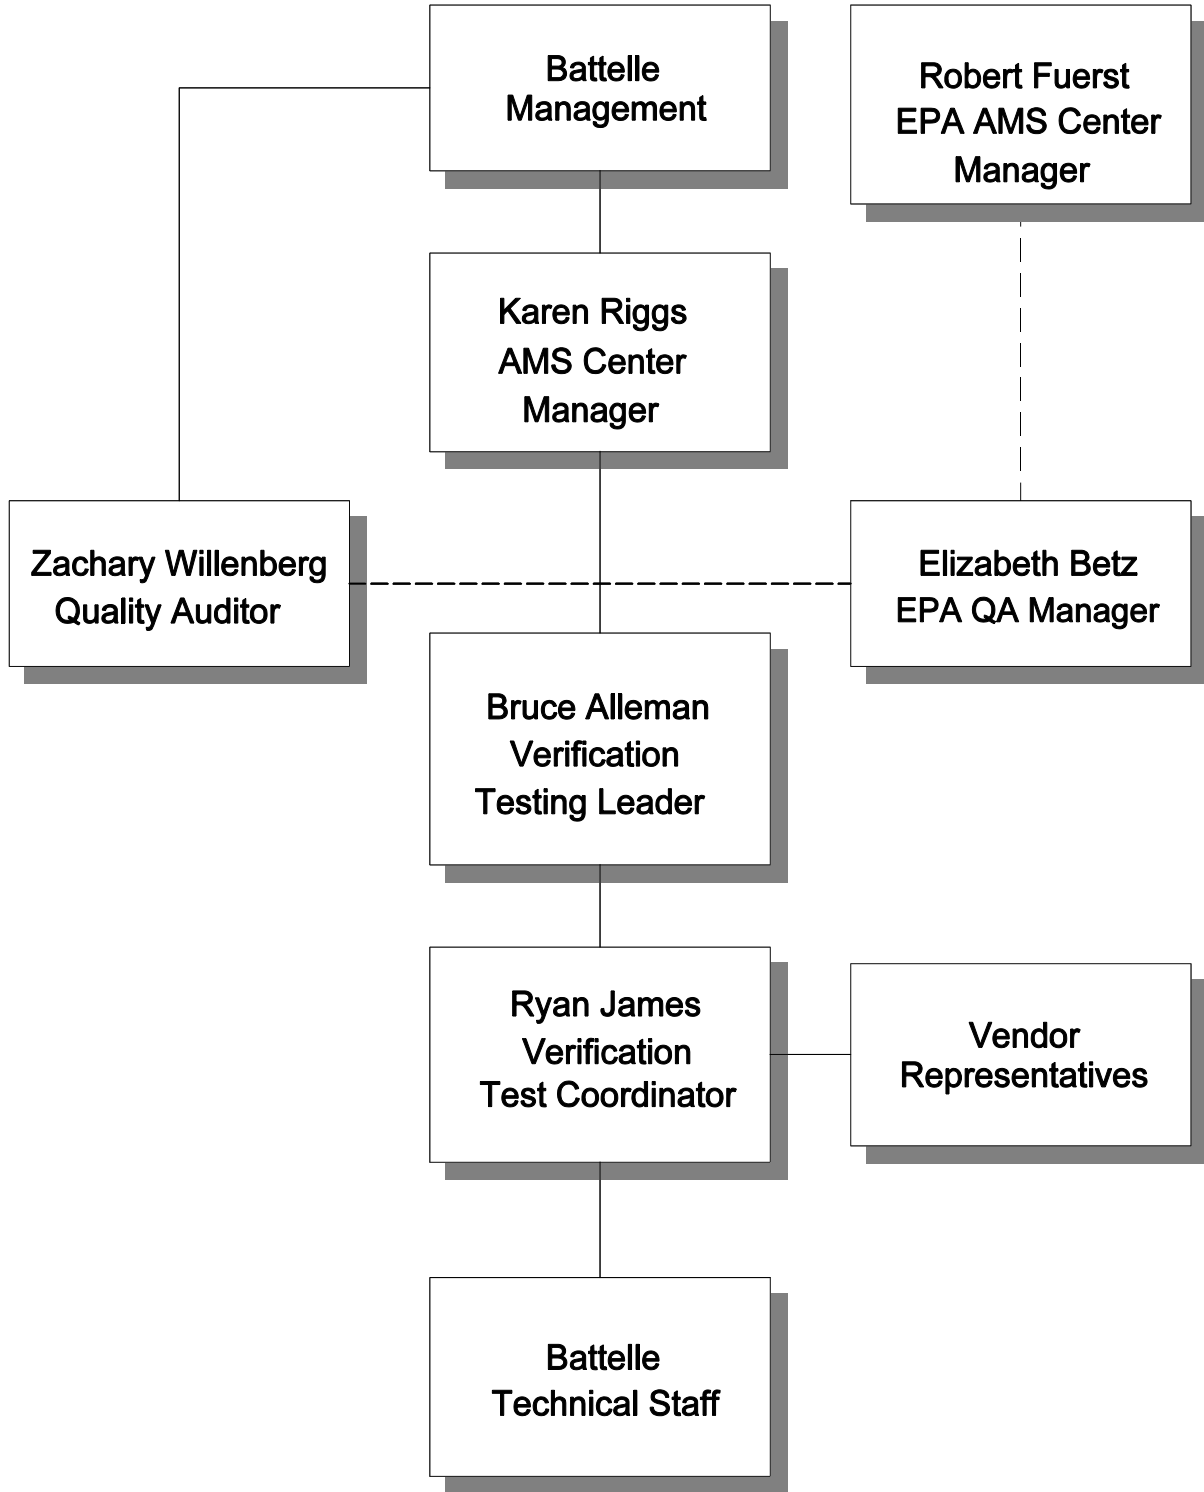 Battelle
Management
Robert Fuerst
EPA AMS Center
Manager
Karen Riggs
AMS Center
Manager
Zachary Willenberg
Quality Auditor
Elizabeth Betz
EPA QA Manager
Bruce Alleman
Verification
Testing Leader
Ryan James
Verification
Test Coordinator
Vendor
Representatives
Battelle
Technical Staff